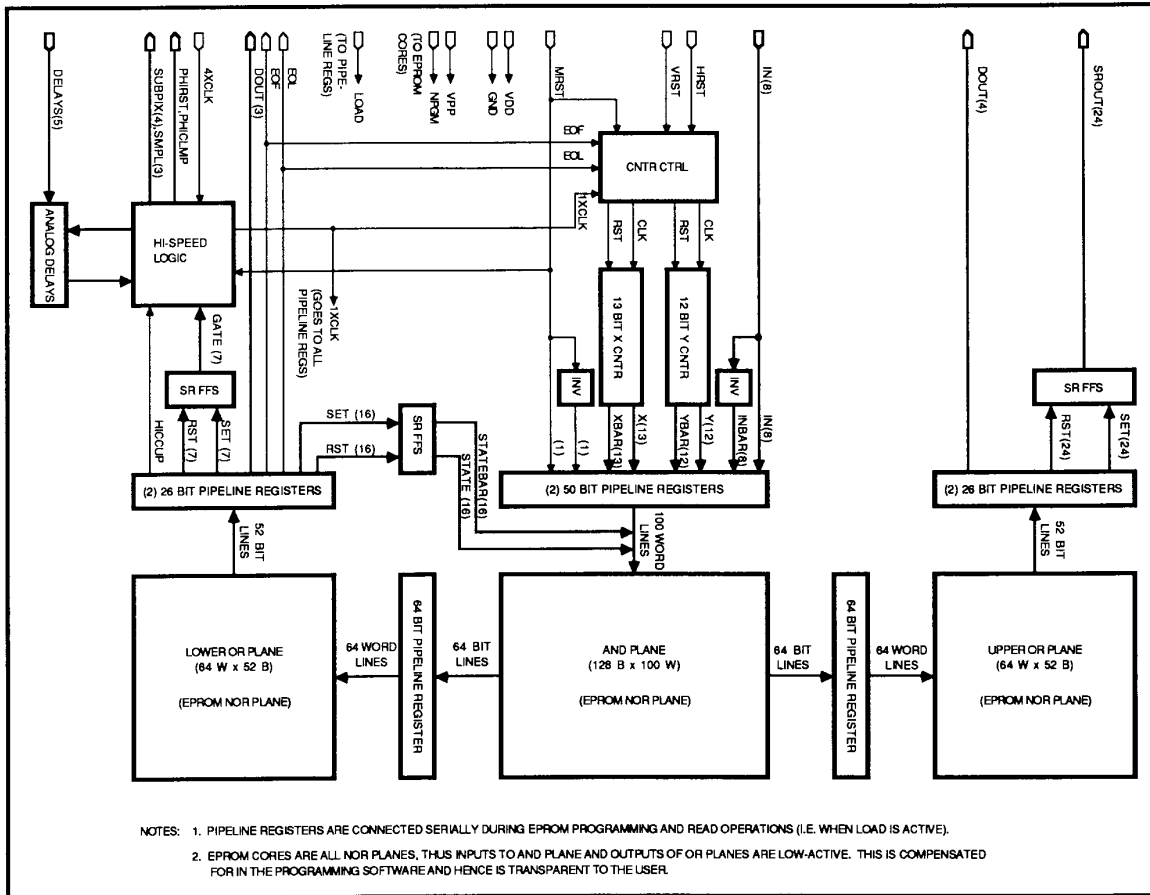 DELAYS(5)
SUBPIX(4),SMPL(3)
PHIRST,PHICLMP
4XCLK
DOUT (3)
EOF
EOL
(TO PIPE-
LINE REGS)
LOAD
(TO EPROM
CORES)
NPGM
VPP
GND
VDD
MRST
VRST
HRST
IN(8)
DOUT(4)
SROUT(24)
EOF
EOL
1XCLK
CNTR CTRL
RST
CLK
RST
CLK
ANALOG DELAYS
HI-SPEED
LOGIC
1XCLK
(GOES TO ALL
PIPELINE REGS)
13 BIT X CNTR
12 BIT Y CNTR
GATE (7)
SR FFS
HICCUP
RST (7)
SET (7)
SET (16)
RST (16)
SR FFS
STATEBAR(16)
STATE (16)
INV
(1)
(1)
XBAR(13)
X(13)
YBAR(12)
Y(12)
INV
INBAR(8)
IN(8)
SR FFS
RST(24)
SET(24)
(2) 26 BIT PIPELINE REGISTERS
(2) 50 BIT PIPELINE REGISTERS
(2) 26 BIT PIPELINE REGISTERS
52 BIT
LINES
100 WORD
LINES
52 BIT
LINES
LOWER OR PLANE
(64 W x 52 B)
(EPROM NOR PLANE)
64 WORD
LINES
64 BIT PIPELINE REGISTER
64 BIT
LINES
AND PLANE
(128 B x 100 W)
(EPROM NOR PLANE)
64 BIT
LINES
64 BIT PIPELINE REGISTER
64 WORD
LINES
UPPER OR PLANE
(64 W x 52 B)
(EPROM NOR PLANE)
NOTES: 1. PIPELINE REGISTERS ARE CONNECTED SERIALLY DURING EPROM PROGRAMMING AND READ OPERATIONS (I.E. WHEN LOAD IS ACTIVE).
2. EPROM CORES ARE ALL NOR PLANES, THUS INPUTS TO AND PLANE AND OUTPUTS OF OR PLANES ARE LOW-ACTIVE. THIS IS COMPENSATED
FOR IN THE PROGRAMMING SOFTWARE AND HENCE IS TRANSPARENT TO THE USER.